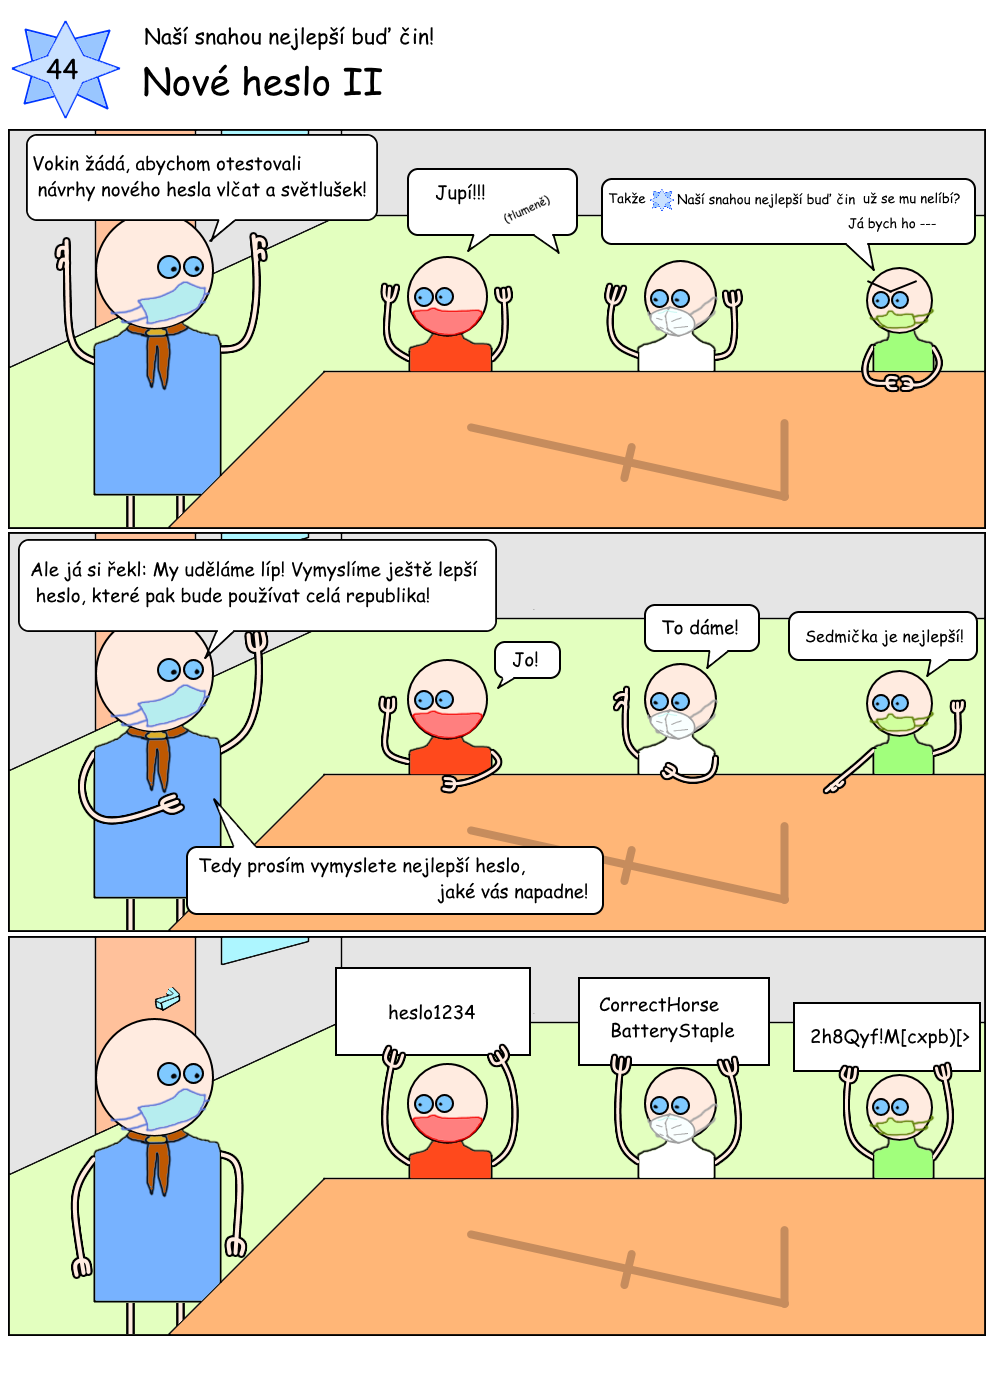 44
Naší snahou nejlepší buď čin!
Nové heslo II
Vokin žádá, abychom otestovali
návrhy nového hesla vlčat a světlušek!
Jupí!!!
(tlumeně)
Takže Naší snahou nejlepší buď čin už se mu nelíbí?
Já bych ho ---
Ale já si řekl: My uděláme líp! Vymyslíme ještě lepší
heslo, které pak bude používat celá republika!
Jo!
To dáme!
Sedmička je nejlepší!
Tedy prosím vymyslete nejlepší heslo,
jaké vás napadne!
heslo1234
CorrectHorse
BatteryStaple
2h8Qyf!M[cxpb)[>